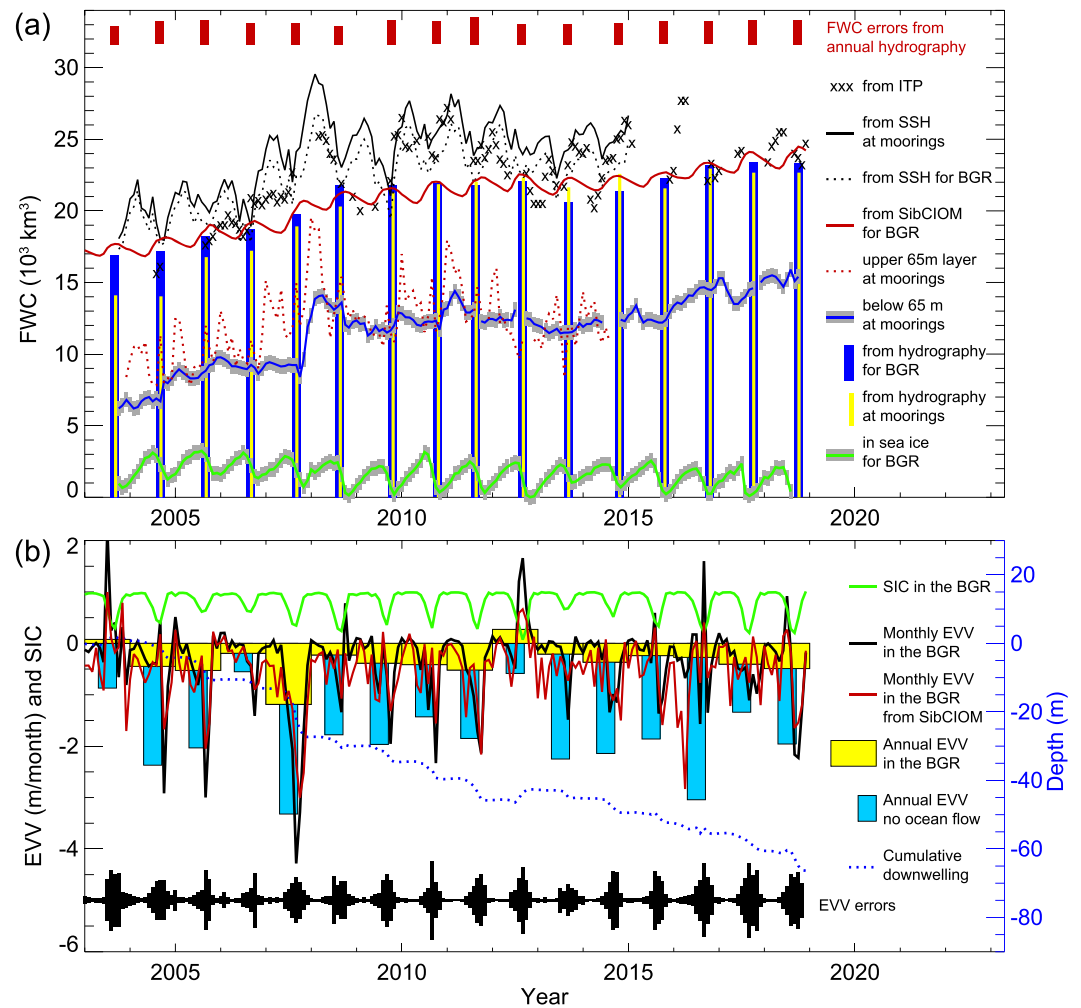 (a)
FWC errors from
annual hydrography
xxx from ITP
from SSH
at moorings
from SSH for BGR
from SibCIOM
for BGR
upper 65m layer
at moorings
below 65 m
at moorings
from hydrography
for BGR
from hydrography
at moorings
in sea ice
for BGR
FWC (10³ km³)
30
25
20
15
10
5
0
2005
2010
2015
2020
(b)
SIC in the BGR
Monthly EVV
in the BGR
Monthly EVV
in the BGR
from SibCIOM
Annual EVV
in the BGR
Annual EVV
no ocean flow
Cumulative
downwelling
EVV errors
EVV (m/month) and SIC
2
0
-2
-4
-6
Depth (m)
20
0
-20
-40
-60
-80
2005
2010
2015
2020
Year